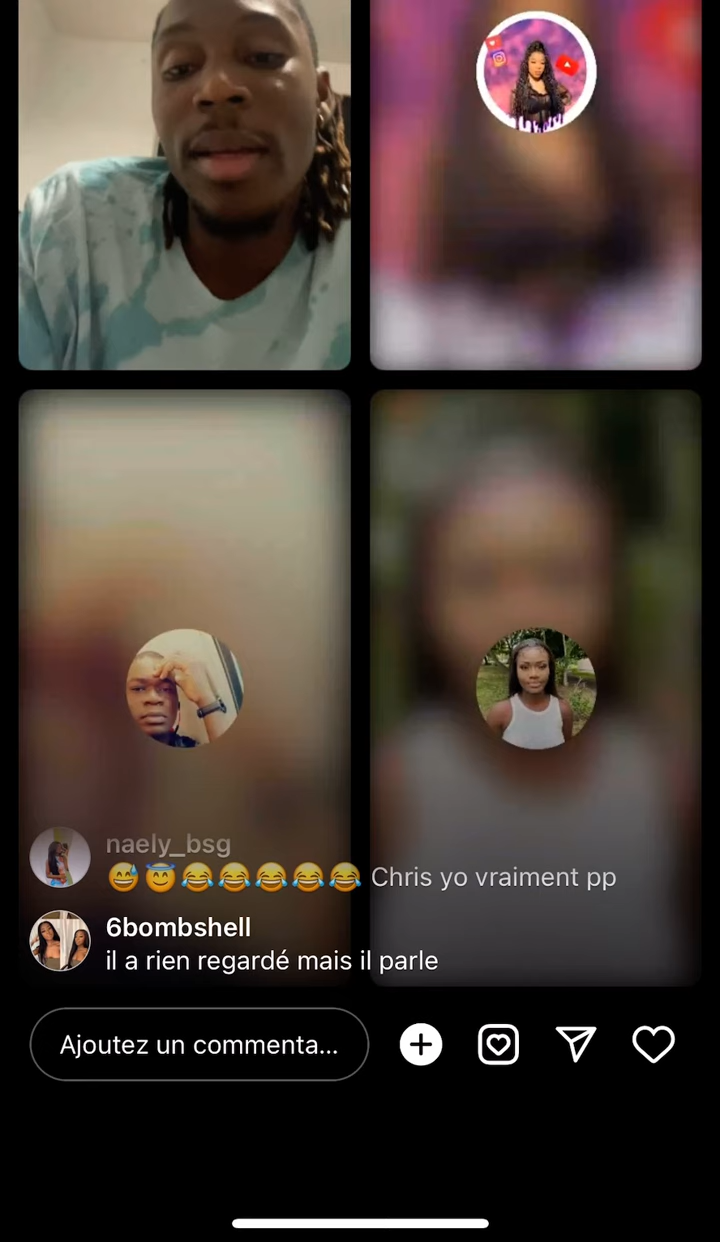 naely_bsg
😅😇😂😂😂😂😂 Chris yo vraiment pp
6bombshell
il a rien regardé mais il parle
Ajoutez un commenta...